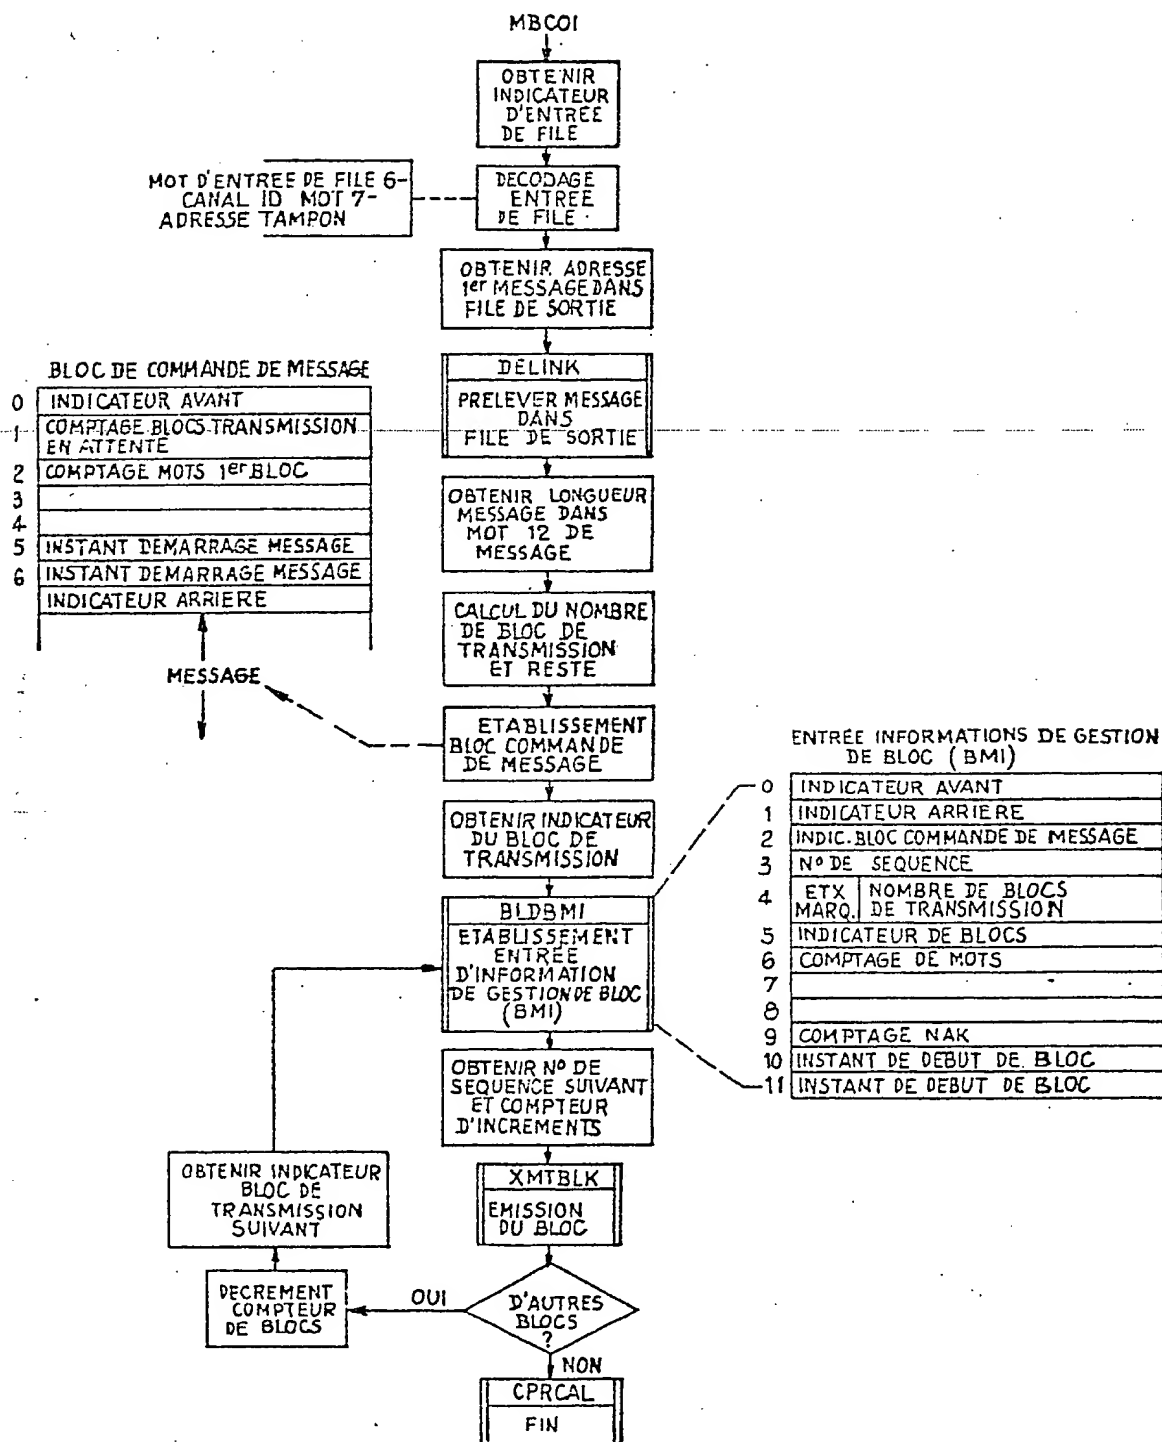 MBCO1
OBTENIR
INDICATEUR
D'ENTRÉE
DE FILE
MOT D'ENTREE DE FILE 6-
CANAL ID MOT 7-
ADRESSE TAMPON
DECODAGE
ENTREE
DE FILE
OBTENIR ADRESSE
1er MESSAGE DANS
FILE DE SORTIE
DELINK
PRELEVER MESSAGE
DANS
FILE DE SORTIE
BLOC DE COMMANDE DE MESSAGE
0 INDICATEUR AVANT
1 COMPTAGE BLOCS TRANSMISSION
EN ATTENTE
2 COMPTAGE MOTS 1er BLOC
3
4
5 INSTANT DEMARRAGE MESSAGE
6 INSTANT DEMARRAGE MESSAGE
INDICATEUR ARRIERE
MESSAGE
OBTENIR LONGUEUR
MESSAGE DANS
MOT 12 DE
MESSAGE
CALCUL DU NOMBRE
DE BLOC DE
TRANSMISSION
ET RESTE
ETABLISSEMENT
BLOC COMMANDE
DE MESSAGE
OBTENIR INDICATEUR
DU BLOC DE
TRANSMISSION
BLDBMI
ETABLISSEMENT
ENTRÉE
D'INFORMATION
DE GESTION DE BLOC
(BMI)
ENTRÉE INFORMATIONS DE GESTION
DE BLOC (BMI)
0 INDICATEUR AVANT
1 INDICATEUR ARRIERE
2 INDIC. BLOC COMMANDE DE MESSAGE
3 N° DE SEQUENCE
4 ETX NOMBRE DE BLOCS
MARQ. DE TRANSMISSION
5 INDICATEUR DE BLOCS
6 COMPTAGE DE MOTS
7
8
9 COMPTAGE NAK
10 INSTANT DE DEBUT DE BLOC
11 INSTANT DE DEBUT DE BLOC
OBTENIR N° DE
SEQUENCE SUIVANT
ET COMPTEUR
D'INCREMENTS
XMTBLK
EMISSION
DU BLOC
OBTENIR INDICATEUR
BLOC DE
TRANSMISSION
SUIVANT
DECREMENT
COMPTEUR
DE BLOCS
OUI
D'AUTRES
BLOCS
?
NON
CPRCAL
FIN